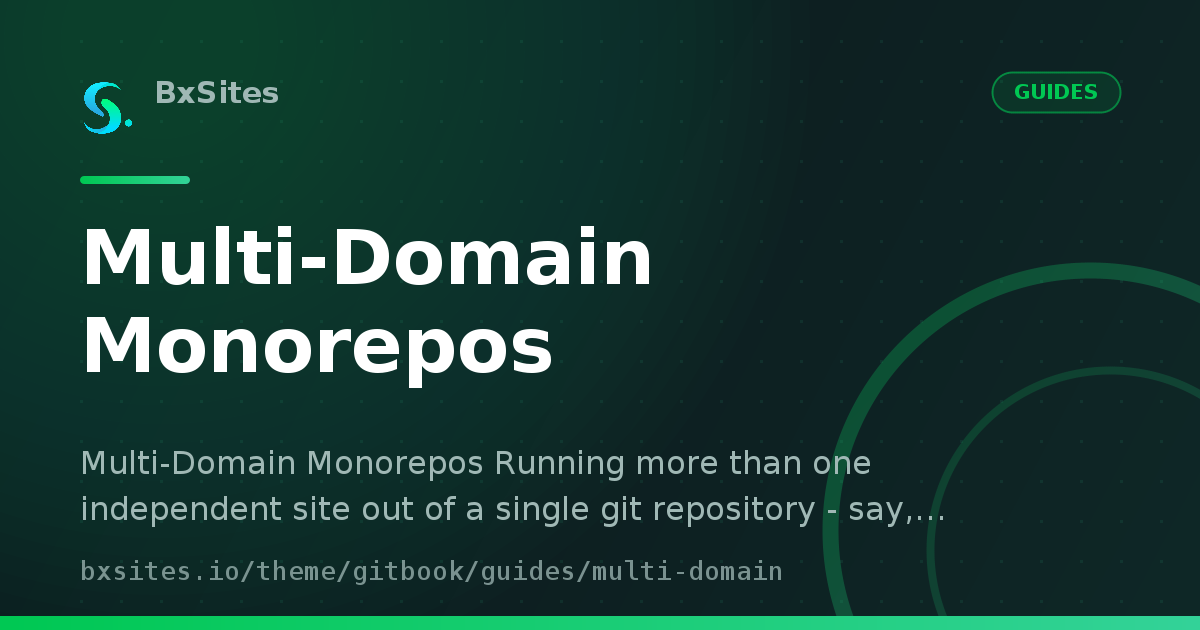 BxSites
GUIDES
Multi-Domain
Monorepos
Multi-Domain Monorepos Running more than one
independent site out of a single git repository - say,...
bxsites.io/theme/gitbook/guides/multi-domain